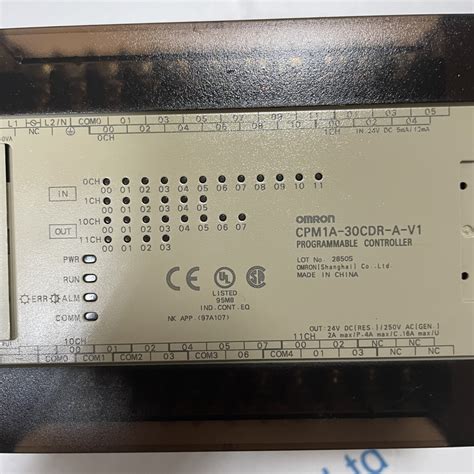 L1 L2/N COM0 01 03 05 07 09 11 01 03 05
NC 00 02 04 06 08 10 00 02 04
0CH 1CH IN 24V DC 5mA/12mA
0CH
00 01 02 03 04 05 06 07 08 09 10 11
IN
10CH
00 01 02 03 04 05 06 07
OUT
11CH
00 01 02 03
OMRON
CPM1A-30CDR-A-V1
PROGRAMMABLE CONTROLLER
LOT No. 2850S
OMRON(Shanghai) Co.,Ltd.
MADE IN CHINA
PWR
RUN
ERR ALM
COMM
C UL US
LISTED
95M8
IND.CONT.EQ
NK APP.(97A107)
CE
OUT:24V DC(RES.)/250V AC(GEN.)
2A max/P.4A max/C.16A max/U
10CH 11CH
00 01 02 03 04 06 00 01 03 NC
COM1 COM2 COM3 05 07 COM5 02 NC NC
Ltd